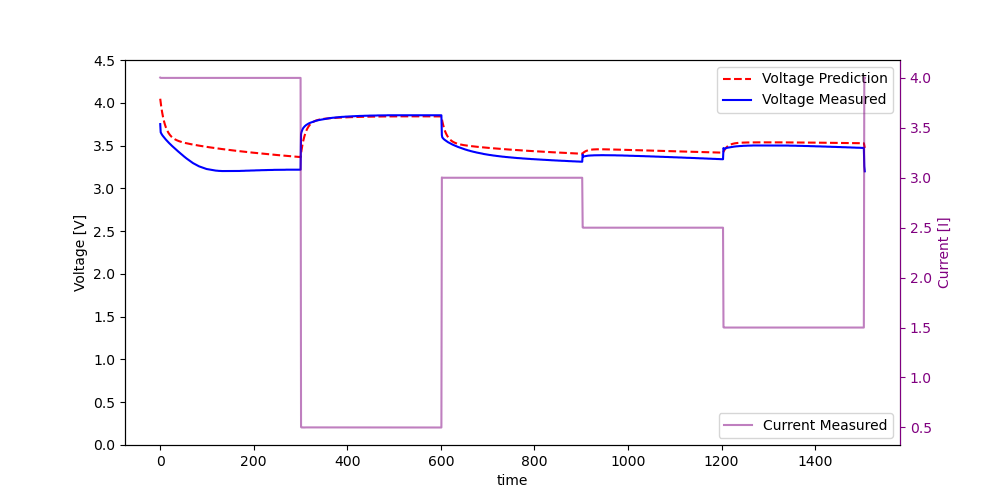 Voltage [V]
4.5
4.0
3.5
3.0
2.5
2.0
1.5
1.0
0.5
0.0
0 200 400 600 800 1000 1200 1400
time
Voltage Prediction
Voltage Measured
Current Measured
4.0
3.5
3.0
2.5
2.0
1.5
1.0
0.5
Current [I]